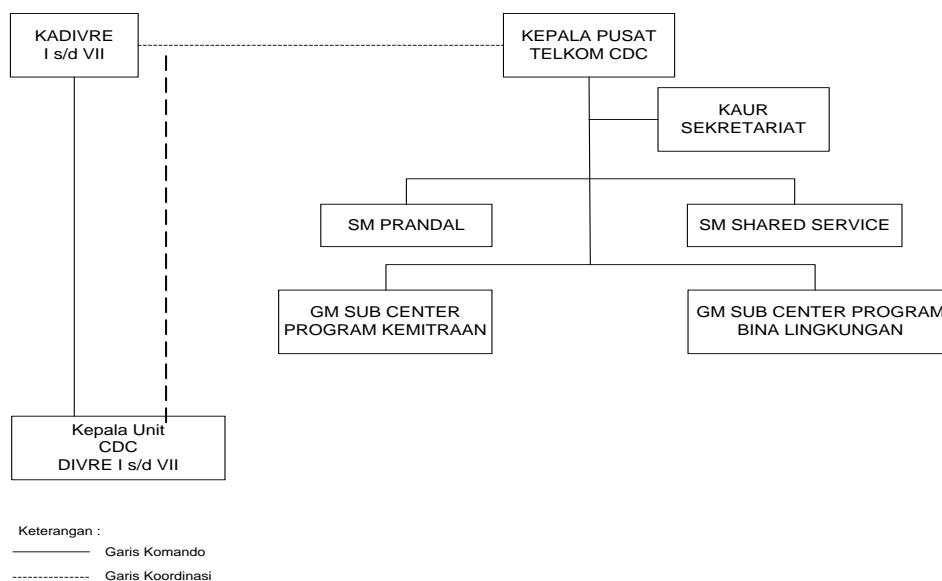 KADIVRE
I s/d VII
KEPALA PUSAT
TELKOM CDC
KAUR
SEKRETARIAT
SM PRANDAL
SM SHARED SERVICE
GM SUB CENTER
PROGRAM KEMITRAAN
GM SUB CENTER PROGRAM
BINA LINGKUNGAN
Kepala Unit
CDC
DIVRE I s/d VII
Keterangan :
Garis Komando
Garis Koordinasi